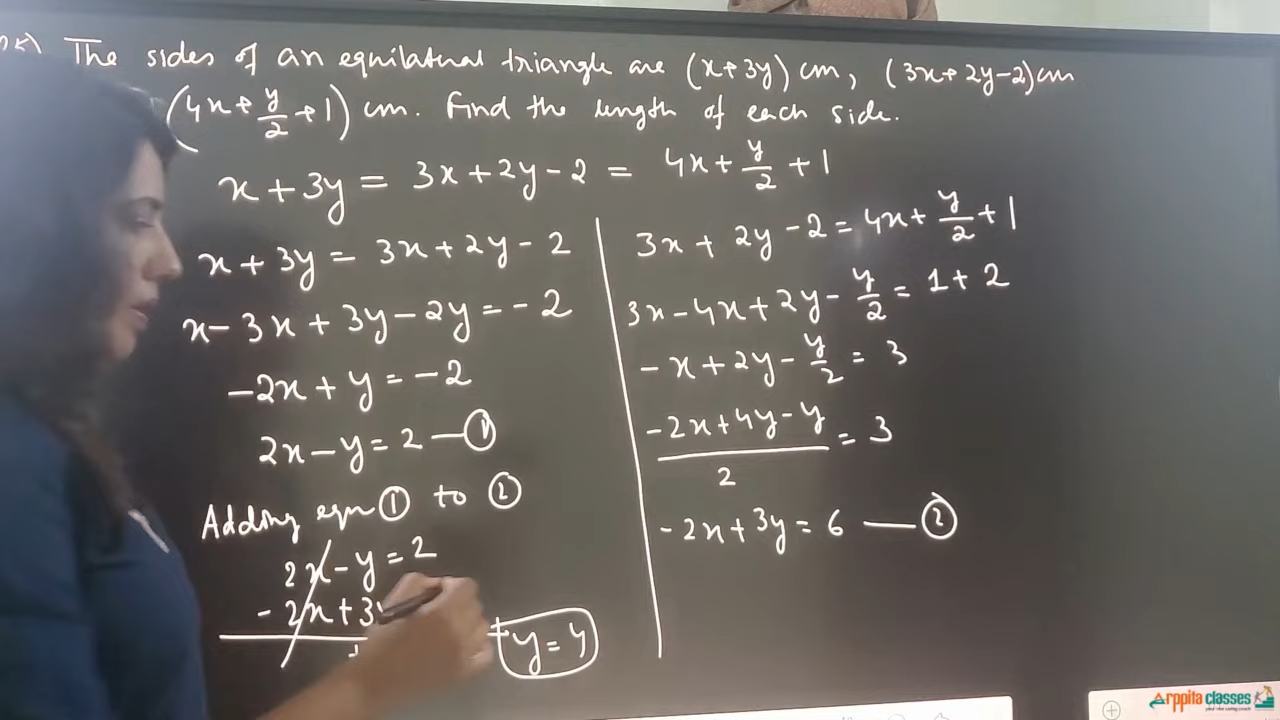 The sides of an equilateral triangle are (x+3y) cm, (3x+2y-2) cm
(4x+y/2+1) cm. Find the length of each side.
x+3y = 3x+2y-2 = 4x+y/2+1
x+3y = 3x+2y-2
x-3x+3y-2y = -2
-2x+y = -2
2x-y = 2 — ①
Adding eqn ① to ②
2x-y = 2
-2x+3
y = 4
3x+2y-2 = 4x+y/2+1
3x-4x+2y-y/2 = 1+2
-x+2y-y/2 = 3
(-2x+4y-y)/2 = 3
-2x+3y = 6 — ②
Arppita classes